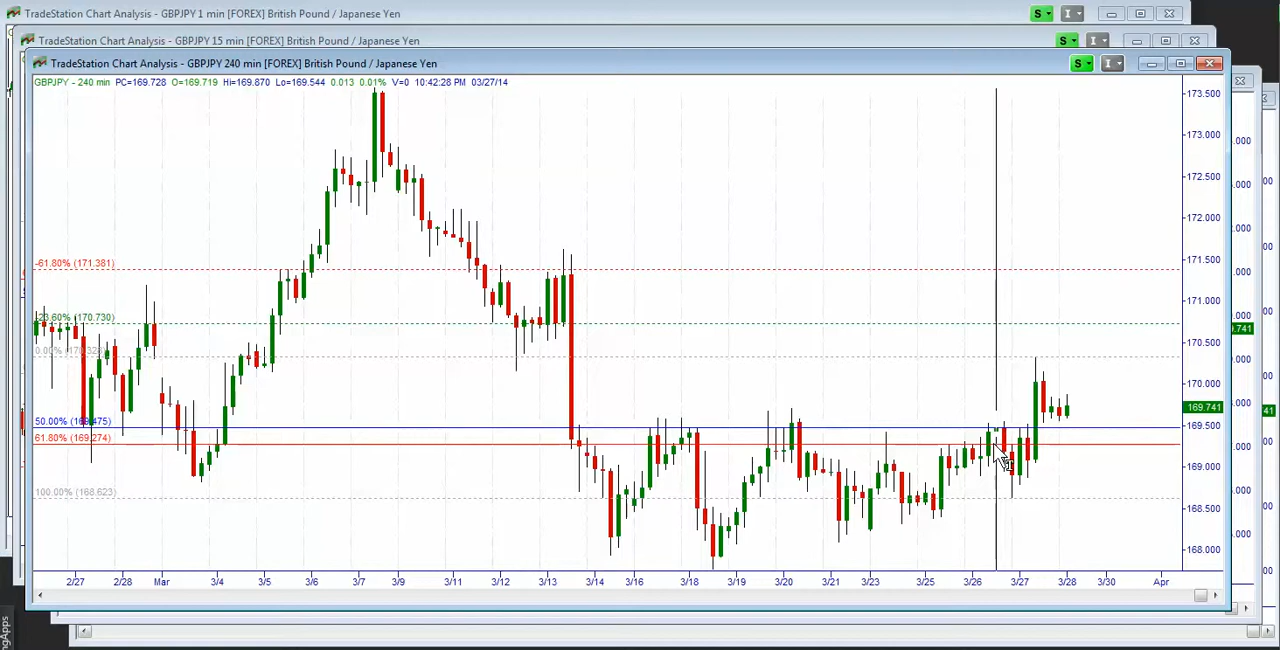 TradeStation Chart Analysis - GBPJPY 1 min [FOREX] British Pound / Japanese Yen
S I
TradeStation Chart Analysis - GBPJPY 15 min [FOREX] British Pound / Japanese Yen
S I
TradeStation Chart Analysis - GBPJPY 240 min [FOREX] British Pound / Japanese Yen
S I
GBPJPY - 240 min PC=169.728 O=169.719 Hi=169.870 Lo=169.544 0.013 0.01% V=0 10:42:28 PM 03/27/14
173.500
173.000
172.500
172.000
171.500
171.000
170.500
170.000
169.741
169.500
169.000
168.500
168.000
-61.80% (171.381)
-23.60% (170.730)
50.00% (169.475)
61.80% (169.274)
100.00% (168.623)
2/27 2/28 Mar 3/4 3/5 3/6 3/7 3/9 3/11 3/12 3/13 3/14 3/16 3/18 3/19 3/20 3/21 3/23 3/25 3/26 3/27 3/28 3/30 Apr
ngApps